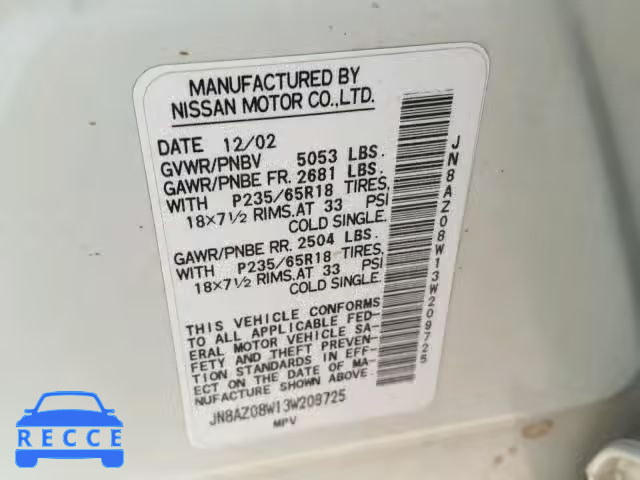 MANUFACTURED BY
NISSAN MOTOR CO.,LTD.
DATE 12/02
GVWR/PNBV 5053 LBS.
GAWR/PNBE FR. 2681 LBS.
WITH P235/65R18 TIRES,
18×7½ RIMS.AT 33 PSI
COLD SINGLE.
GAWR/PNBE RR. 2504 LBS.
WITH P235/65R18 TIRES,
18×7½ RIMS.AT 33 PSI
COLD SINGLE.
THIS VEHICLE CONFORMS
TO ALL APPLICABLE FED-
ERAL MOTOR VEHICLE SA-
FETY AND THEFT PREVEN-
TION STANDARDS IN EFF-
ECT ON THE DATE OF MA-
NUFACTURE SHOWN ABOVE.
JN8AZ08W13W209725
MPV
JN8AZ08W13W209725
RECCE